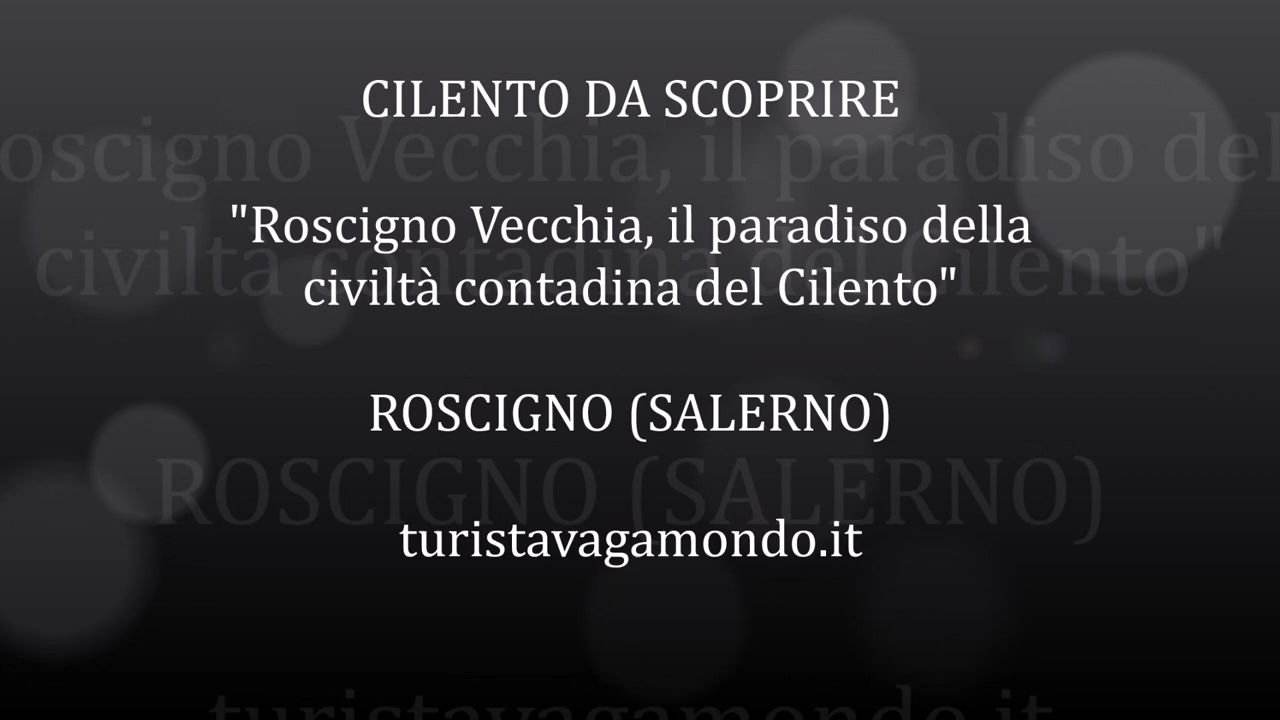 CILENTO DA SCOPRIRE
"Roscigno Vecchia, il paradiso della
civiltà contadina del Cilento"
ROSCIGNO (SALERNO)
turistavagamondo.it